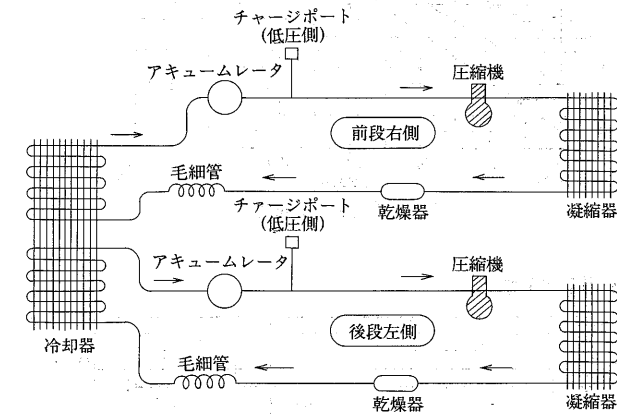 チャージポート
(低圧側)
アキュームレータ
圧縮機
前段右側
毛細管
乾燥器
凝縮器
チャージポート
(低圧側)
アキュームレータ
圧縮機
後段左側
冷却器
毛細管
乾燥器
凝縮器